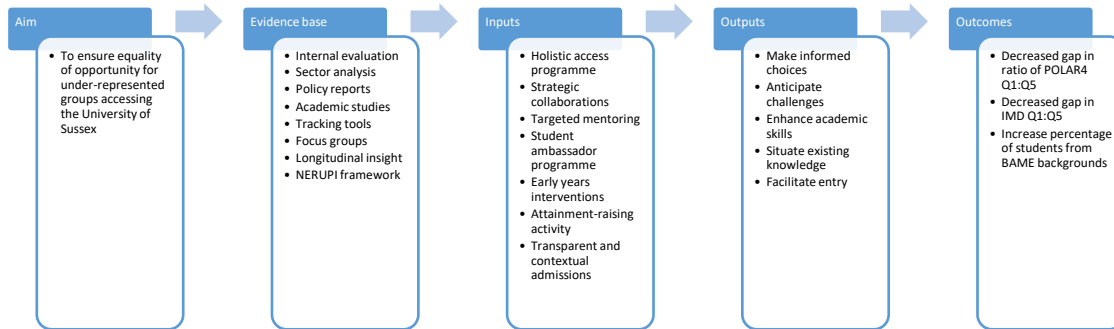 Aim
• To ensure equality
of opportunity for
under-represented
groups accessing
the University of
Sussex
Evidence base
• Internal evaluation
• Sector analysis
• Policy reports
• Academic studies
• Tracking tools
• Focus groups
• Longitudinal insight
• NERUPI framework
Inputs
• Holistic access
programme
• Strategic
collaborations
• Targeted mentoring
• Student
ambassador
programme
• Early years
interventions
• Attainment-raising
activity
• Transparent and
contextual
admissions
Outputs
• Make informed
choices
• Anticipate
challenges
• Enhance academic
skills
• Situate existing
knowledge
• Facilitate entry
Outcomes
• Decreased gap in
ratio of POLAR4
Q1:Q5
• Decreased gap in
IMD Q1:Q5
• Increase percentage
of students from
BAME backgrounds